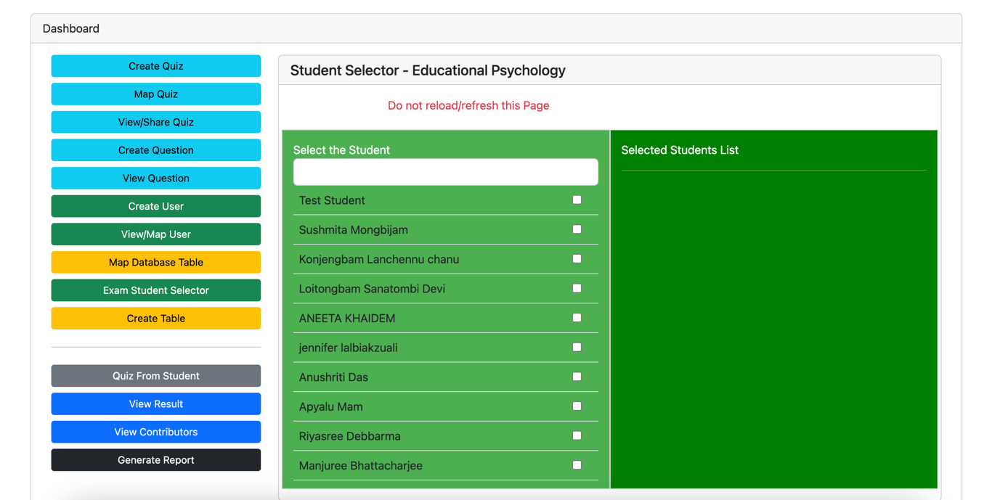 Dashboard
Create Quiz
Map Quiz
View/Share Quiz
Create Question
View Question
Create User
View/Map User
Map Database Table
Exam Student Selector
Create Table
Quiz From Student
View Result
View Contributors
Generate Report
Student Selector - Educational Psychology
Do not reload/refresh this Page
Select the Student
Test Student
Sushmita Mongbijam
Konjengbam Lanchennu chanu
Loitongbam Sanatombi Devi
ANEETA KHAIDEM
jennifer lalbiakzuali
Anushriti Das
Apyalu Mam
Riyasree Debbarma
Manjuree Bhattacharjee
Selected Students List